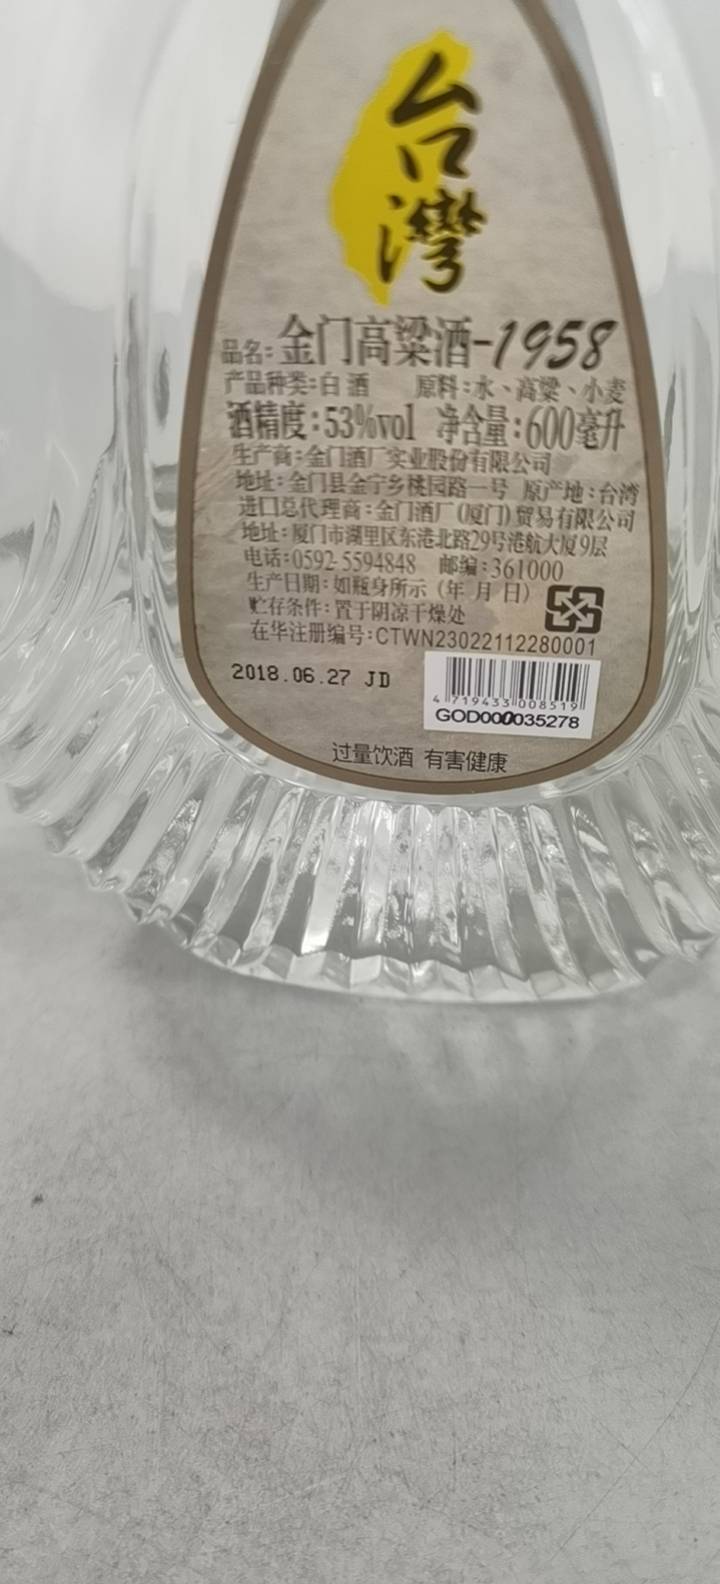 台
灣
品名:金门高粱酒-1958
产品种类:白 酒 原料:水、高粱、小麦
酒精度:53%vol 净含量:600毫升
生产商:金门酒厂实业股份有限公司
地址:金门县金宁乡桃园路一号 原产地:台湾
进口总代理商:金门酒厂(厦门)贸易有限公司
地址:厦门市湖里区东港北路29号港航大厦9层
电话:0592-5594848 邮编:361000
生产日期:如瓶身所示(年 月 日)
贮存条件:置于阴凉干燥处
在华注册编号:CTWN23022112280001
2018.06.27 JD
4 719433 008519
GOD000035278
过量饮酒 有害健康